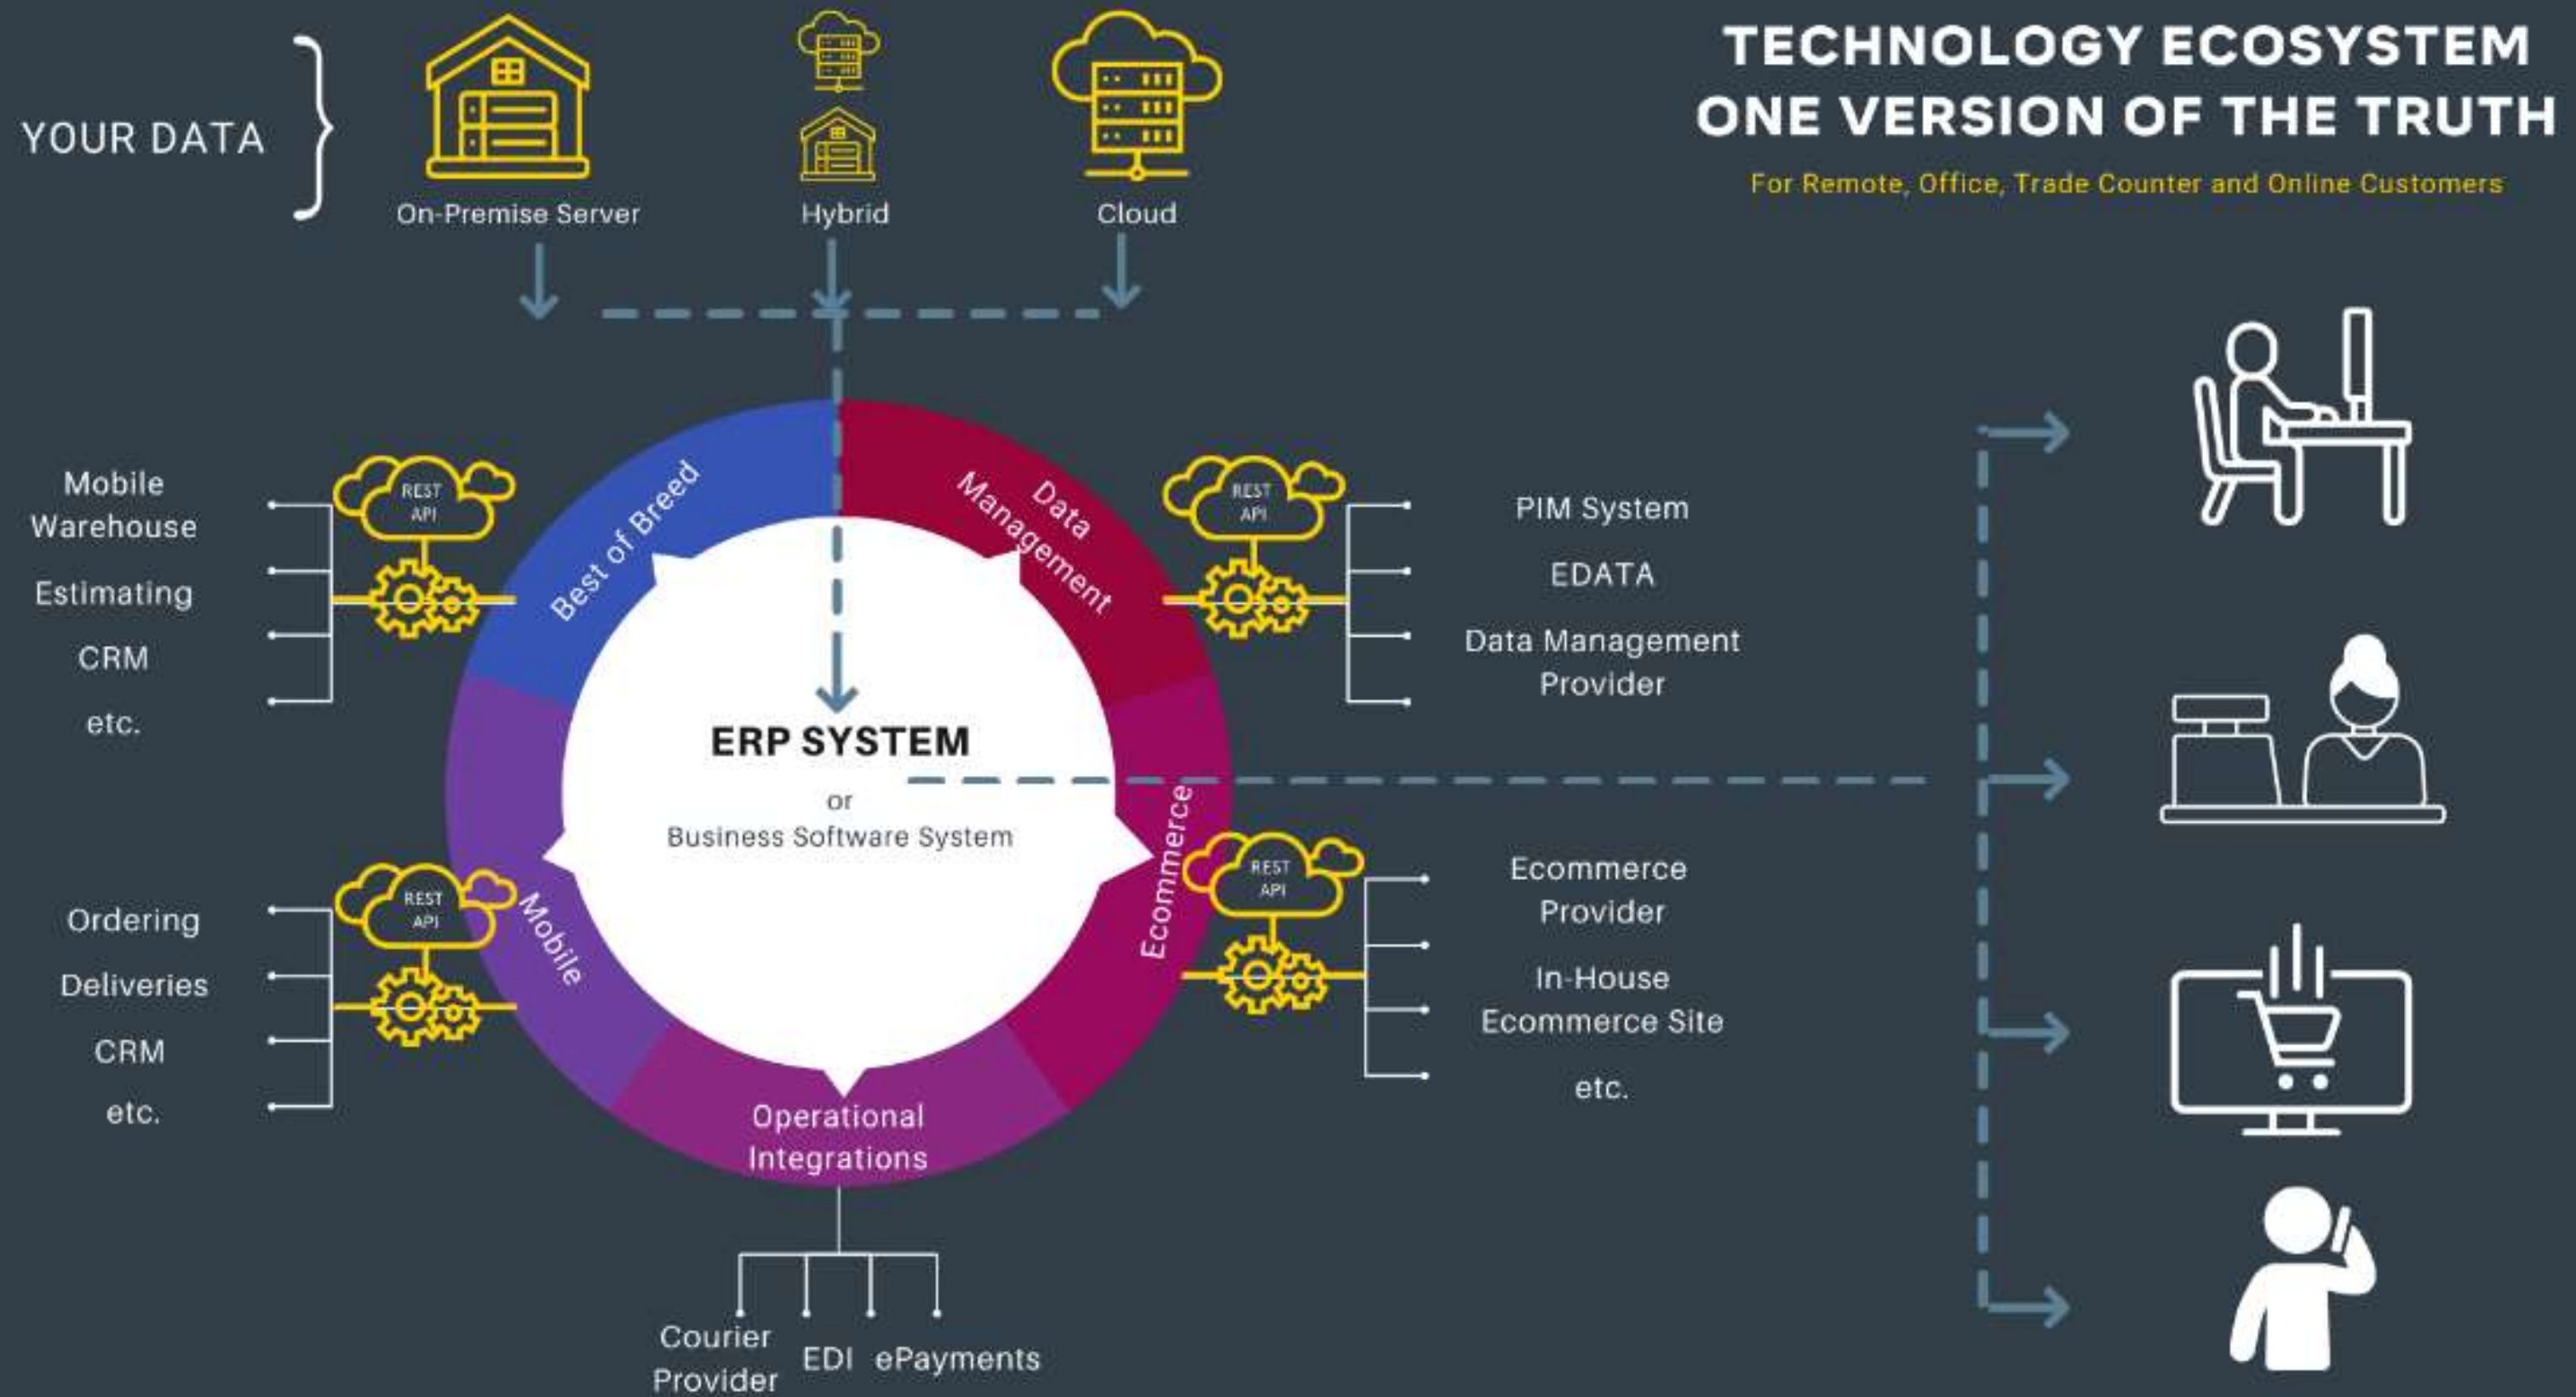 TECHNOLOGY ECOSYSTEM
ONE VERSION OF THE TRUTH
For Remote, Office, Trade Counter and Online Customers
YOUR DATA
On-Premise Server
Hybrid
Cloud
Mobile
Warehouse
Estimating
CRM
etc.
REST
API
Best of Breed
Data
Management
REST
API
PIM System
EDATA
Data Management
Provider
ERP SYSTEM
or
Business Software System
Ordering
Deliveries
CRM
etc.
REST
API
Mobile
Ecommerce
REST
API
Ecommerce
Provider
In-House
Ecommerce Site
etc.
Operational
Integrations
Courier
Provider
EDI
ePayments